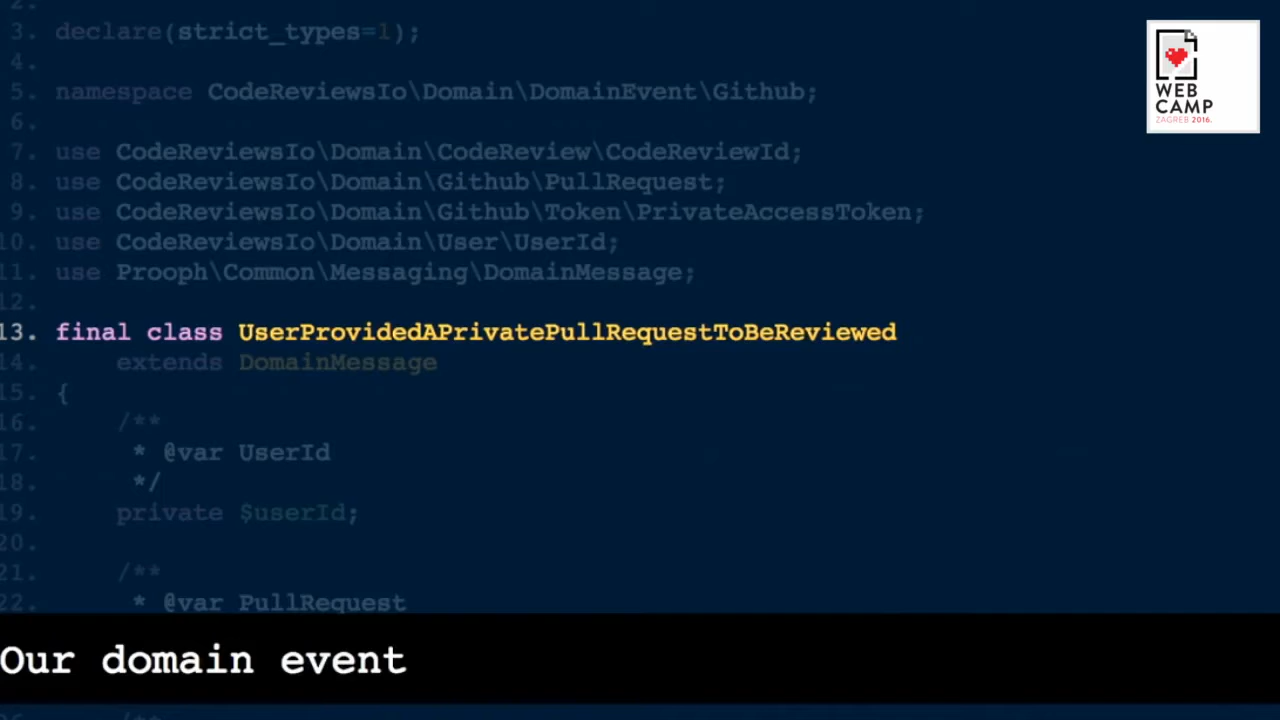 2.
3. declare(strict_types=1);
4.
5. namespace CodeReviewsIo\Domain\DomainEvent\Github;
6.
7. use CodeReviewsIo\Domain\CodeReview\CodeReviewId;
8. use CodeReviewsIo\Domain\Github\PullRequest;
9. use CodeReviewsIo\Domain\Github\Token\PrivateAccessToken;
10. use CodeReviewsIo\Domain\User\UserId;
11. use Prooph\Common\Messaging\DomainMessage;
12.
13. final class UserProvidedAPrivatePullRequestToBeReviewed
14. extends DomainMessage
15. {
16. /**
17. * @var UserId
18. */
19. private $userId;
20.
21. /**
22. * @var PullRequest
Our domain event
26. /**
WEB
CAMP
ZAGREB 2016.